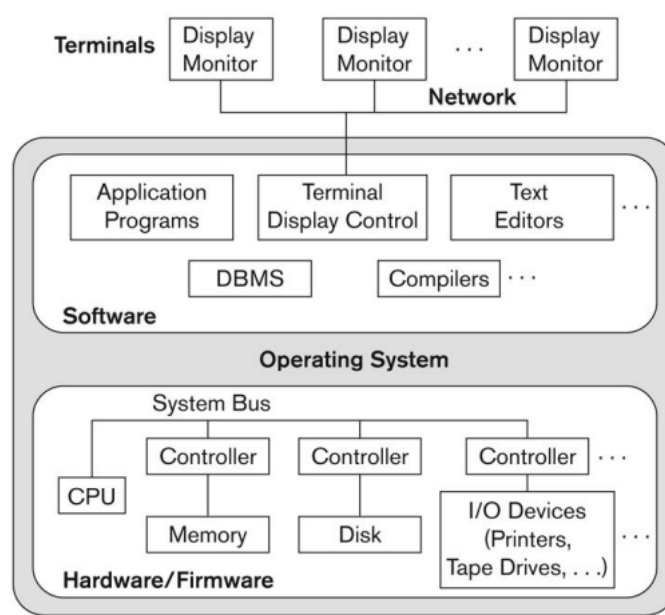 Terminals
Display
Monitor
Display
Monitor
. . .
Display
Monitor
Network
Application
Programs
Terminal
Display Control
Text
Editors
. . .
DBMS
Compilers
. . .
Software
Operating System
System Bus
Controller
Controller
Controller
. . .
CPU
Memory
Disk
I/O Devices
(Printers,
Tape Drives, . . .)
. . .
Hardware/Firmware